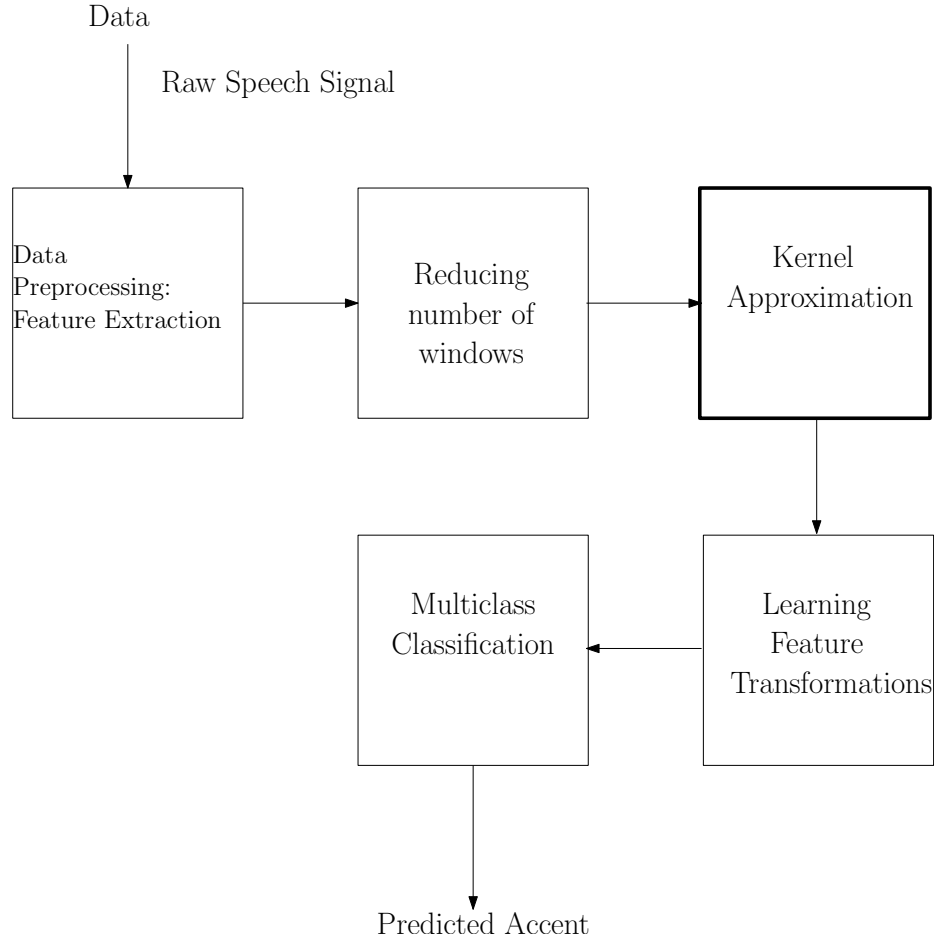 Data
Raw Speech Signal
Data
Preprocessing:
Feature Extraction
Reducing
number of
windows
Kernel
Approximation
Learning
Feature
Transformations
Multiclass
Classification
Predicted Accent